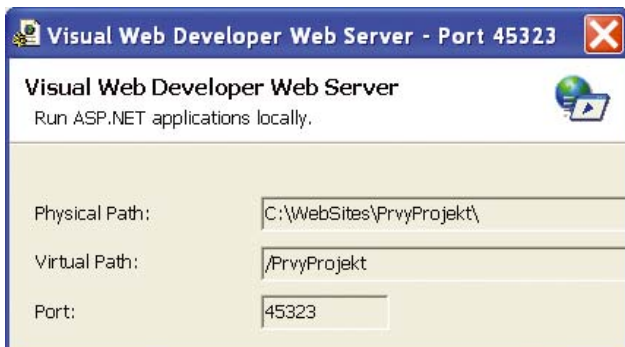 Visual Web Developer Web Server - Port 45323
Visual Web Developer Web Server
Run ASP.NET applications locally.
Physical Path: C:\WebSites\PrvyProjekt\
Virtual Path: /PrvyProjekt
Port: 45323